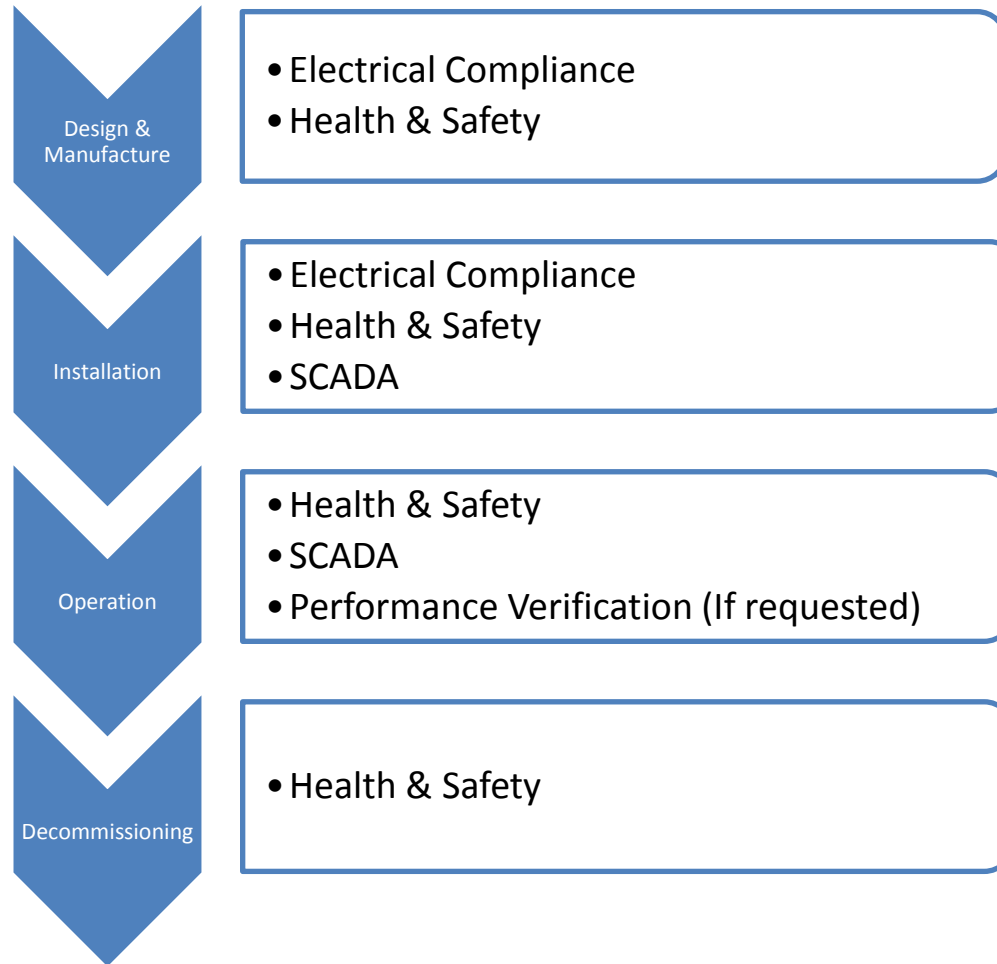 Design &
Manufacture
• Electrical Compliance
• Health & Safety
Installation
• Electrical Compliance
• Health & Safety
• SCADA
Operation
• Health & Safety
• SCADA
• Performance Verification (If requested)
Decommissioning
• Health & Safety